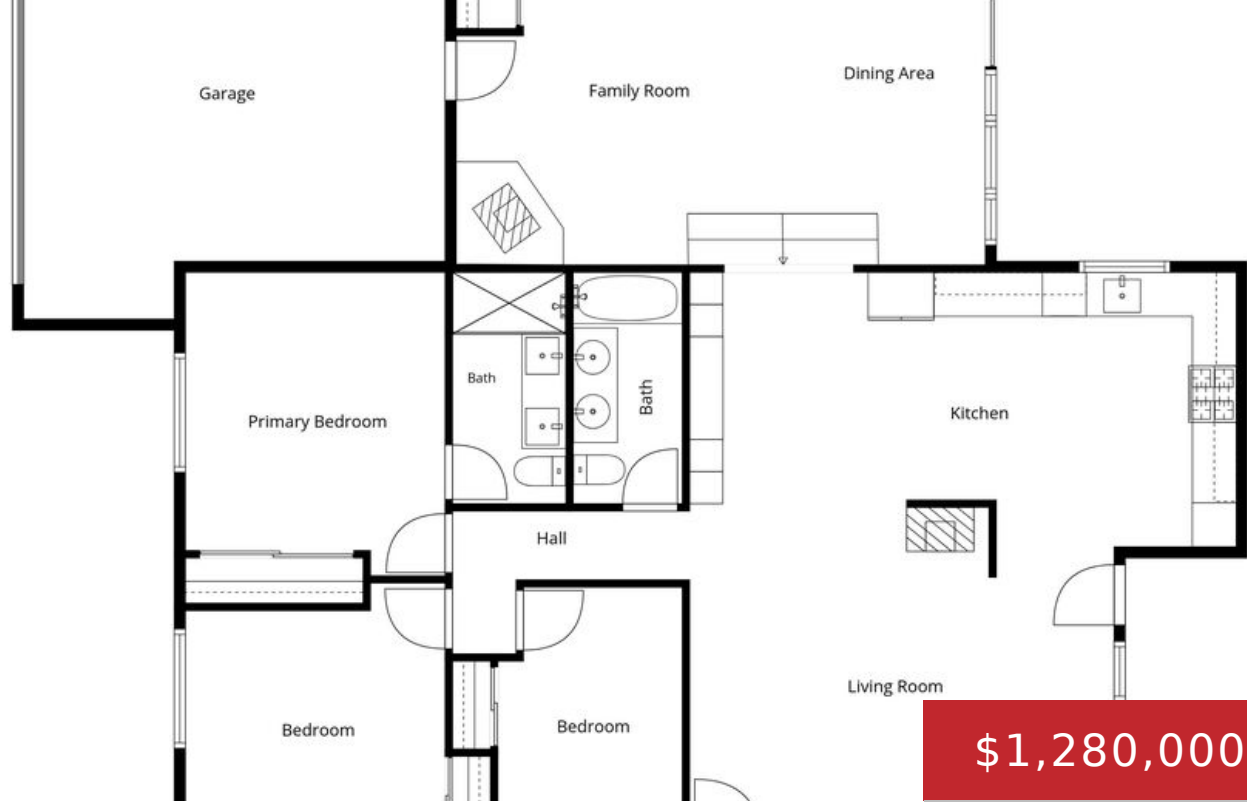 Dining Area
Garage
Family Room
Bath
Bath
Primary Bedroom
Kitchen
Hall
Living Room
Bedroom
Bedroom
$1,280,000